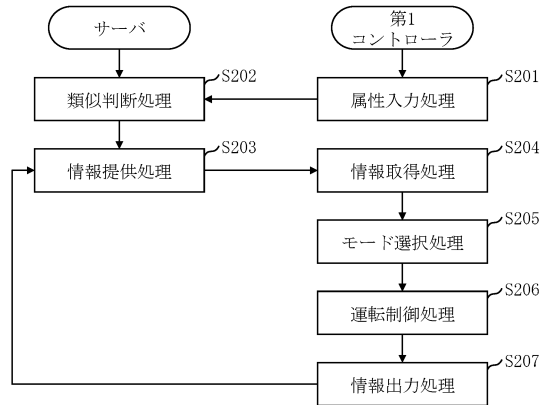 サーバ
第1
コントローラ
S202
S201
類似判断処理
属性入力処理
S203
S204
情報提供処理
情報取得処理
S205
モード選択処理
S206
運転制御処理
S207
情報出力処理